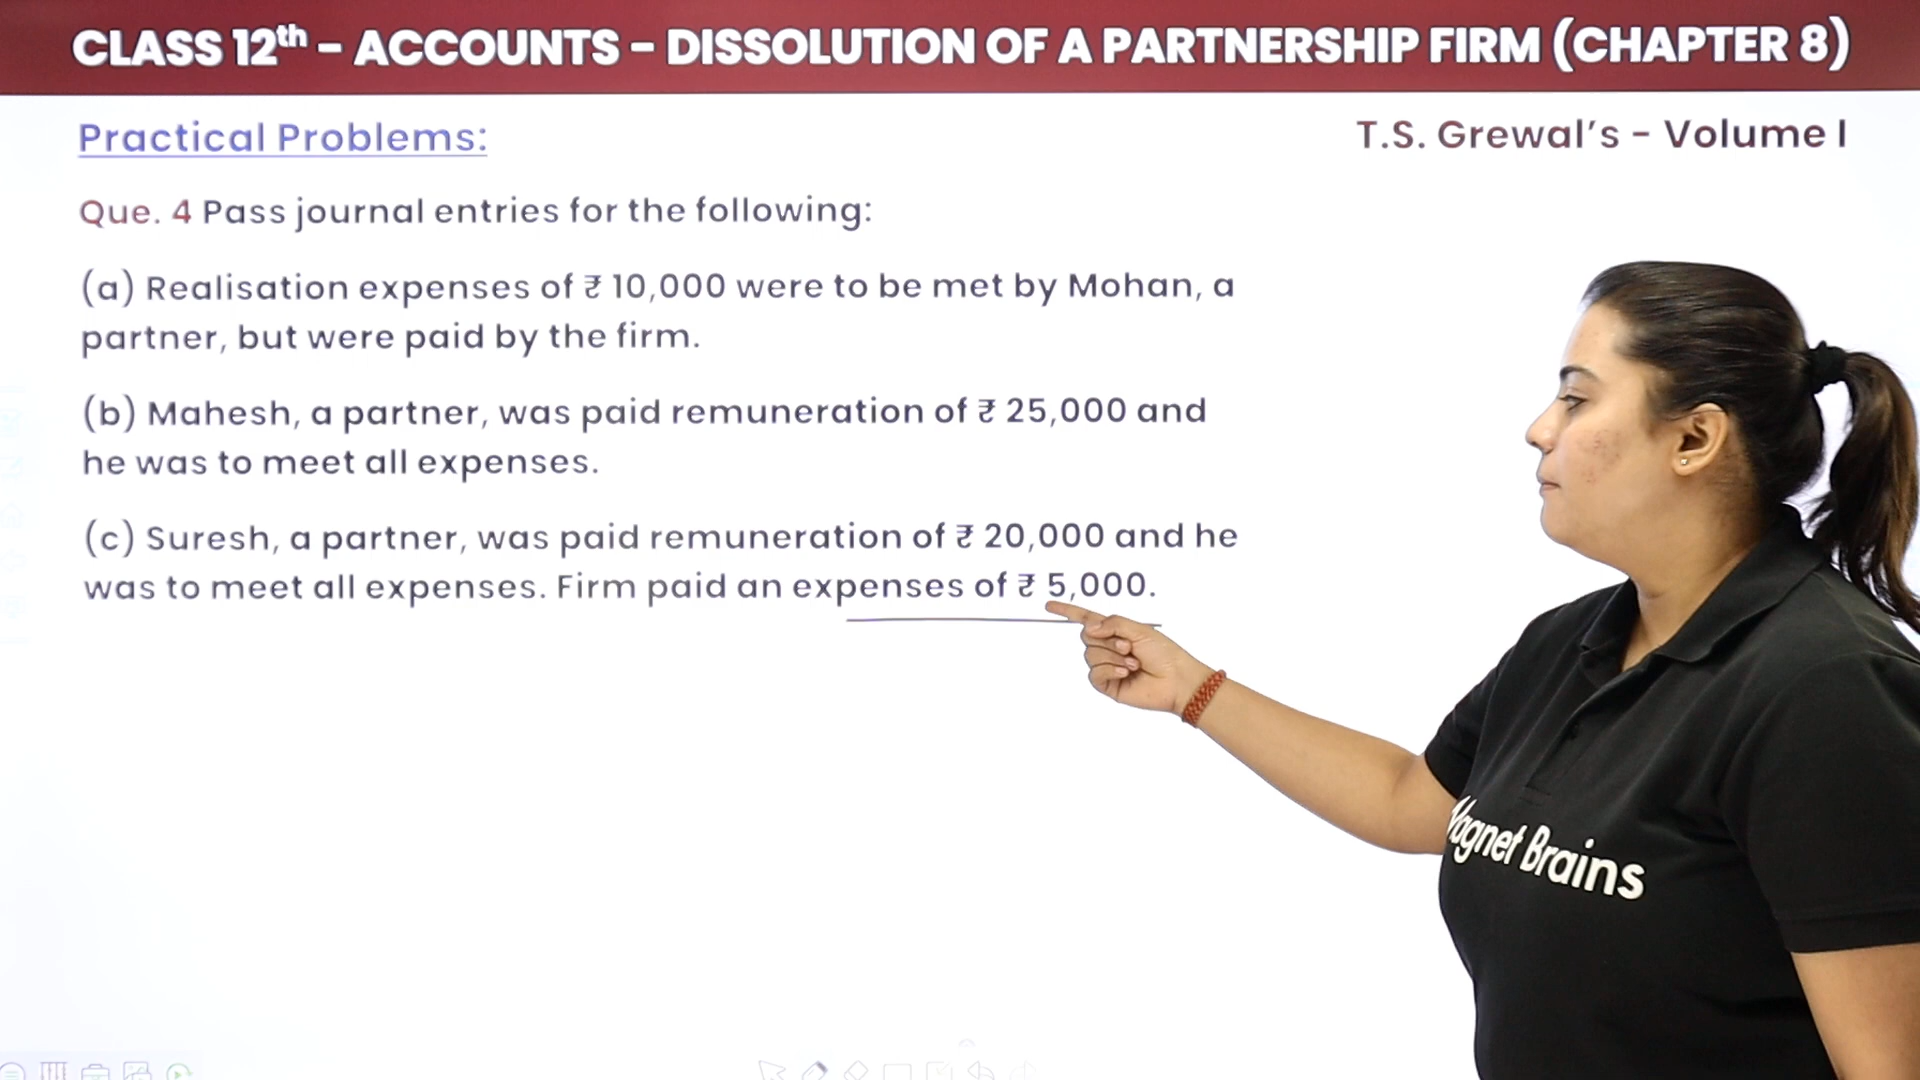 CLASS 12th – ACCOUNTS – DISSOLUTION OF A PARTNERSHIP FIRM (CHAPTER 8)
Practical Problems:
T.S. Grewal's – Volume I
Que. 4 Pass journal entries for the following:
(a) Realisation expenses of ₹ 10,000 were to be met by Mohan, a
partner, but were paid by the firm.
(b) Mahesh, a partner, was paid remuneration of ₹ 25,000 and
he was to meet all expenses.
(c) Suresh, a partner, was paid remuneration of ₹ 20,000 and he
was to meet all expenses. Firm paid an expenses of ₹ 5,000.
Magnet Brains